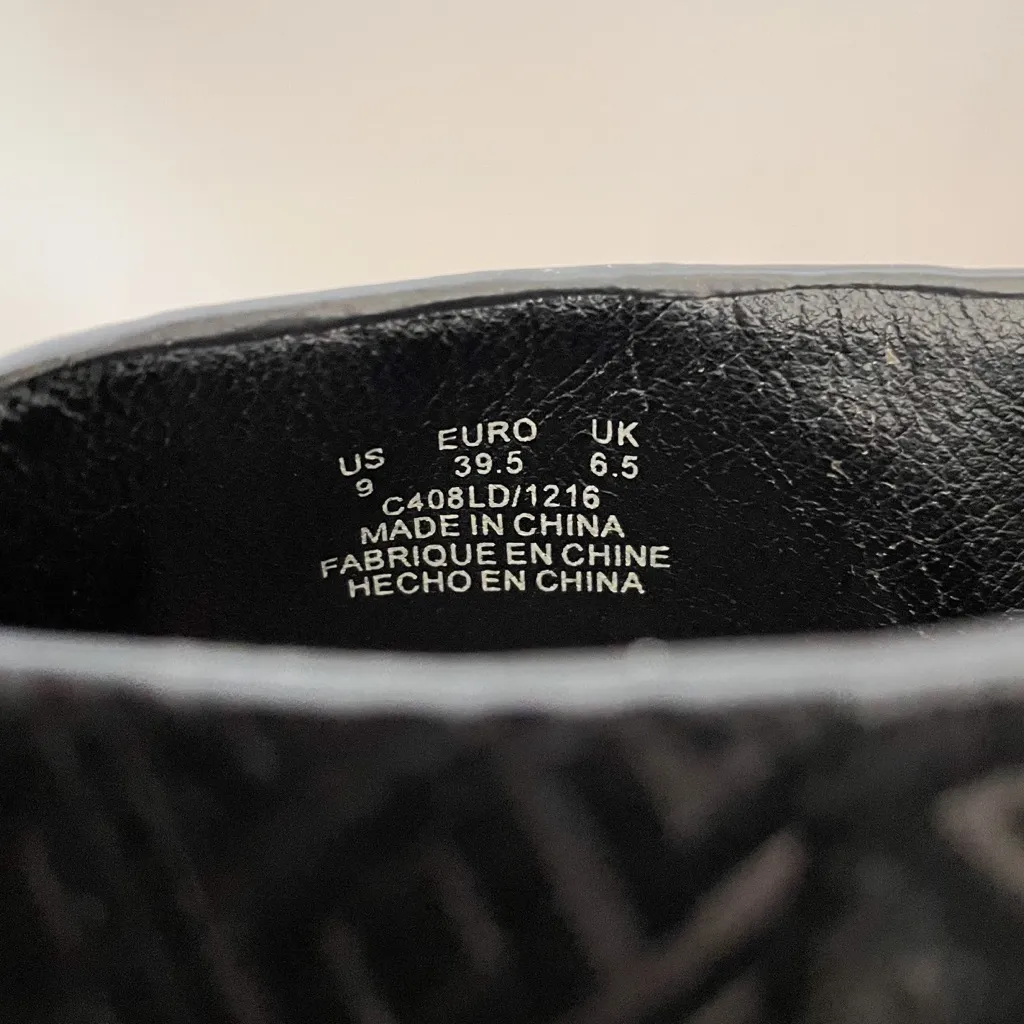 US EURO UK
9 39.5 6.5
C408LD/1216
MADE IN CHINA
FABRIQUE EN CHINE
HECHO EN CHINA